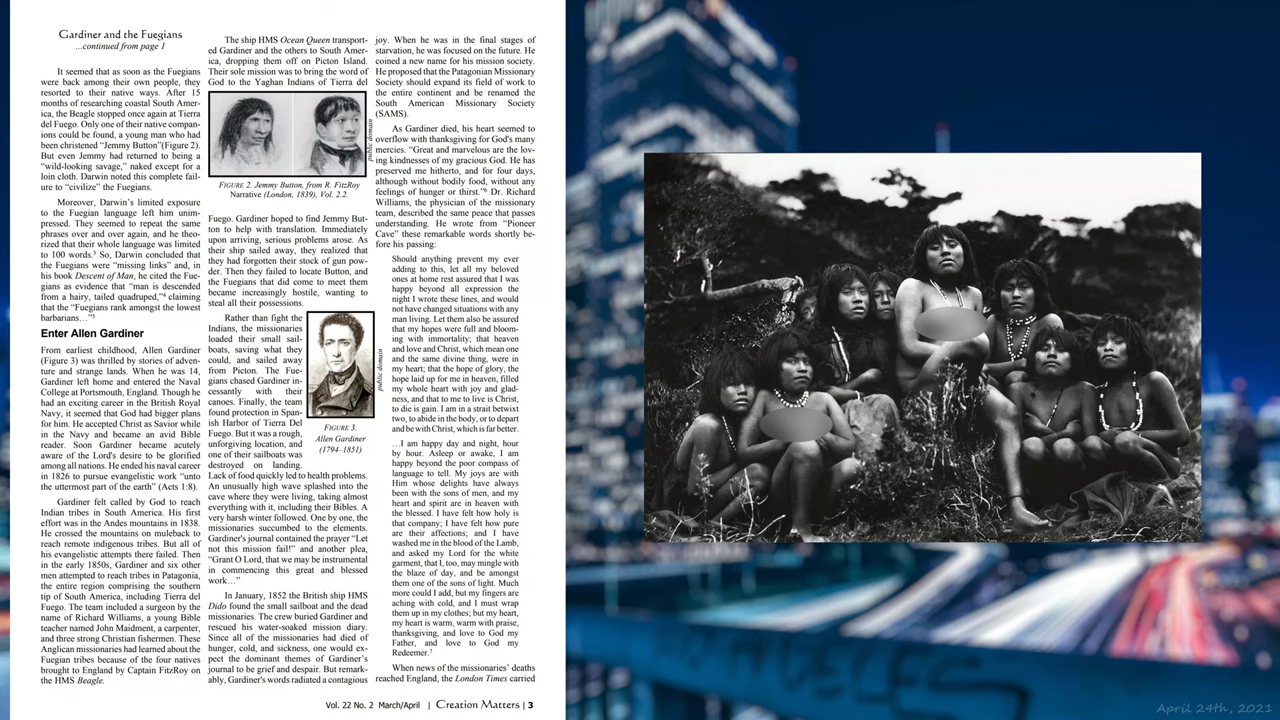 Gardiner and the Fuegians
...continued from page 1
It seemed that as soon as the Fuegians
were back among their own people, they
resorted to their native ways. After 15
months of researching coastal South Amer-
ica, the Beagle stopped once again at Tierra
del Fuego. Only one of their native compan-
ions could be found, a young man who had
been christened “Jemmy Button”(Figure 2).
But even Jemmy had returned to being a
“wild-looking savage,” naked except for a
loin cloth. Darwin noted this complete fail-
ure to “civilize” the Fuegians.
Moreover, Darwin’s limited exposure
to the Fuegian language left him unim-
pressed. They seemed to repeat the same
phrases over and over again, and he theo-
rized that their whole language was limited
to 100 words.³ So, Darwin concluded that
the Fuegians were “missing links” and, in
his book Descent of Man, he cited the Fue-
gians as evidence that “man is descended
from a hairy, tailed quadruped,”⁴ claiming
that the “Fuegians rank amongst the lowest
barbarians…”⁵
Enter Allen Gardiner
From earliest childhood, Allen Gardiner
(Figure 3) was thrilled by stories of adven-
ture and strange lands. When he was 14,
Gardiner left home and entered the Naval
College at Portsmouth, England. Though he
had an exciting career in the British Royal
Navy, it seemed that God had bigger plans
for him. He accepted Christ as Savior while
in the Navy and became an avid Bible
reader. Soon Gardiner became acutely
aware of the Lord's desire to be glorified
among all nations. He ended his naval career
in 1826 to pursue evangelistic work “unto
the uttermost part of the earth” (Acts 1:8).
Gardiner felt called by God to reach
Indian tribes in South America. His first
effort was in the Andes mountains in 1838.
He crossed the mountains on muleback to
reach remote indigenous tribes. But all of
his evangelistic attempts there failed. Then
in the early 1850s, Gardiner and six other
men attempted to reach tribes in Patagonia,
the entire region comprising the southern
tip of South America, including Tierra del
Fuego. The team included a surgeon by the
name of Richard Williams, a young Bible
teacher named John Maidment, a carpenter,
and three strong Christian fishermen. These
Anglican missionaries had learned about the
Fuegian tribes because of the four natives
brought to England by Captain FitzRoy on
the HMS Beagle.
The ship HMS Ocean Queen transport-
ed Gardiner and the others to South Amer-
ica, dropping them off on Picton Island.
Their sole mission was to bring the word of
God to the Yaghan Indians of Tierra del
public domain
FIGURE 2. Jemmy Button, from R. FitzRoy
Narrative (London, 1839), Vol. 2.2.
Fuego. Gardiner hoped to find Jemmy But-
ton to help with translation. Immediately
upon arriving, serious problems arose. As
their ship sailed away, they realized that
they had forgotten their stock of gun pow-
der. Then they failed to locate Button, and
the Fuegians that did come to meet them
became increasingly hostile, wanting to
steal all their possessions.
Rather than fight the
Indians, the missionaries
loaded their small sail-
boats, saving what they
could, and sailed away
from Picton. The Fue-
gians chased Gardiner in-
cessantly with their
canoes. Finally, the team
found protection in Span-
ish Harbor of Tierra Del
Fuego. But it was a rough,
unforgiving location, and
one of their sailboats was
destroyed on landing.
public domain
FIGURE 3.
Allen Gardiner
(1794–1851)
Lack of food quickly led to health problems.
An unusually high wave splashed into the
cave where they were living, taking almost
everything with it, including their Bibles. A
very harsh winter followed. One by one, the
missionaries succumbed to the elements.
Gardiner's journal contained the prayer “Let
not this mission fail!” and another plea,
“Grant O Lord, that we may be instrumental
in commencing this great and blessed
work…”
In January, 1852 the British ship HMS
Dido found the small sailboat and the dead
missionaries. The crew buried Gardiner and
rescued his water-soaked mission diary.
Since all of the missionaries had died of
hunger, cold, and sickness, one would ex-
pect the dominant themes of Gardiner’s
journal to be grief and despair. But remark-
ably, Gardiner's words radiated a contagious
joy. When he was in the final stages of
starvation, he was focused on the future. He
coined a new name for his mission society.
He proposed that the Patagonian Missionary
Society should expand its field of work to
the entire continent and be renamed the
South American Missionary Society
(SAMS).
As Gardiner died, his heart seemed to
overflow with thanksgiving for God's many
mercies. “Great and marvelous are the lov-
ing kindnesses of my gracious God. He has
preserved me hitherto, and for four days,
although without bodily food, without any
feelings of hunger or thirst.”⁶ Dr. Richard
Williams, the physician of the missionary
team, described the same peace that passes
understanding. He wrote from “Pioneer
Cave” these remarkable words shortly be-
fore his passing:
Should anything prevent my ever
adding to this, let all my beloved
ones at home rest assured that I was
happy beyond all expression the
night I wrote these lines, and would
not have changed situations with any
man living. Let them also be assured
that my hopes were full and bloom-
ing with immortality; that heaven
and love and Christ, which mean one
and the same divine thing, were in
my heart; that the hope of glory, the
hope laid up for me in heaven, filled
my whole heart with joy and glad-
ness, and that to me to live is Christ,
to die is gain. I am in a strait betwixt
two, to abide in the body, or to depart
and be with Christ, which is far better.
…I am happy day and night, hour
by hour. Asleep or awake, I am
happy beyond the poor compass of
language to tell. My joys are with
Him whose delights have always
been with the sons of men, and my
heart and spirit are in heaven with
the blessed. I have felt how holy is
that company; I have felt how pure
are their affections; and I have
washed me in the blood of the Lamb,
and asked my Lord for the white
garment, that I, too, may mingle with
the blaze of day, and be amongst
them one of the sons of light. Much
more could I add, but my fingers are
aching with cold, and I must wrap
them up in my clothes; but my heart,
my heart is warm, warm with praise,
thanksgiving, and love to God my
Father, and love to God my
Redeemer.⁷
When news of the missionaries’ deaths
reached England, the London Times carried
Vol. 22 No. 2 March/April | Creation Matters | 3
April 24th, 2021